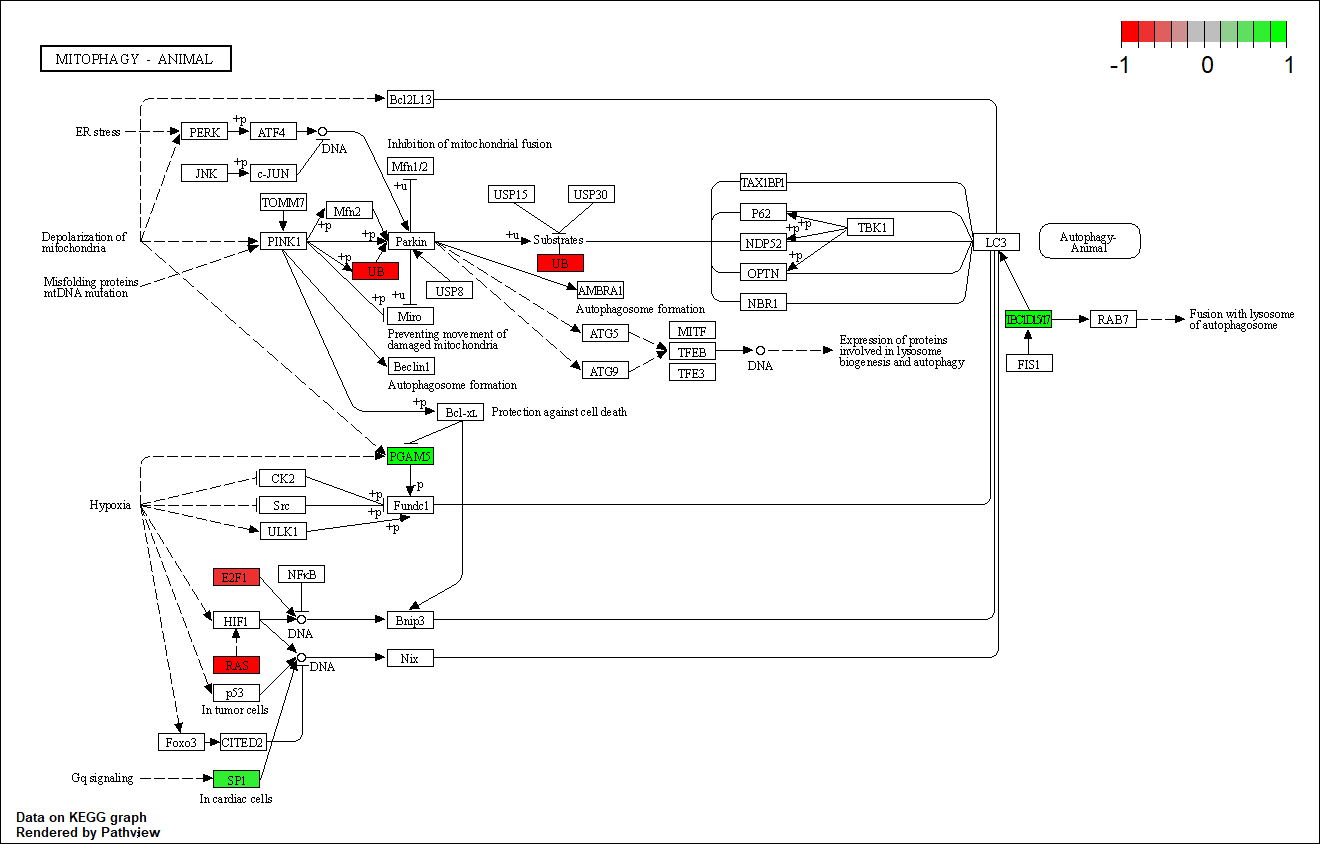 MITOPHAGY - ANIMAL
-1 0 1
Bcl2L13
ER stress
PERK
+p
ATF4
DNA
Inhibition of mitochondrial fusion
Mfn1/2
JNK
+p
c-JUN
+u
TOMM7
Mfn2
USP15
USP30
TAX1BP1
P62
+p
TBK1
Depolarization of
mitochondria
PINK1
+p
+p
Parkin
+u
Substrates
NDP52
+p
LC3
Autophagy-
Animal
UB
+p
UB
OPTN
+p
Misfolding proteins
mtDNA mutation
USP8
AMBRA1
Autophagosome formation
NBR1
+p
+u
Miro
Preventing movement of
damaged mitochondria
ATG5
MITF
TFEB
TFE3
ATG9
DNA
Expression of proteins
involved in lysosome
biogenesis and autophagy
RAB7
Fusion with lysosome
of autophagosome
FIS1
Beclin1
Autophagosome formation
+p
Bcl-xL
Protection against cell death
PGAM5
-p
Hypoxia
CK2
+p
Src
+p
Fundc1
ULK1
+p
E2F1
NFκB
HIF1
DNA
Bnip3
RAS
DNA
Nix
p53
In tumor cells
Foxo3
CITED2
Gq signaling
SP1
In cardiac cells
Data on KEGG graph
Rendered by Pathview